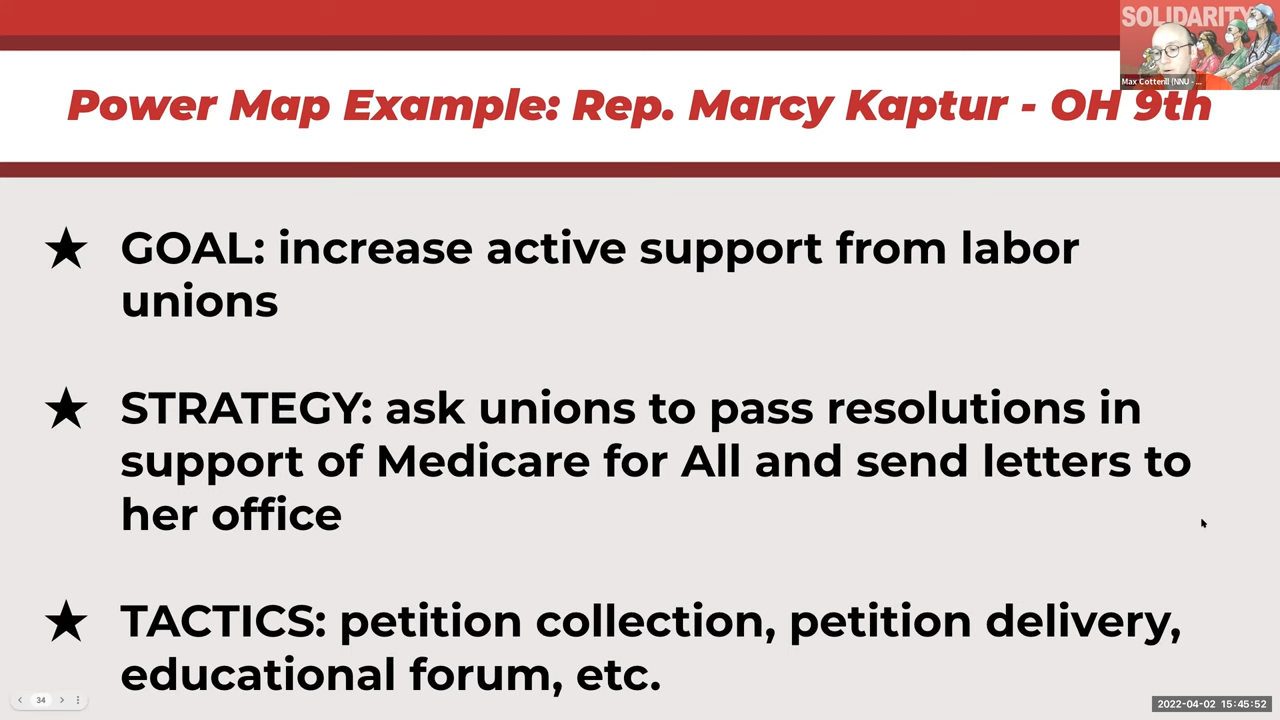 SOLIDARITY
Max Cotterill (NNU - ...
Power Map Example: Rep. Marcy Kaptur - OH 9th
★ GOAL: increase active support from labor
unions
★ STRATEGY: ask unions to pass resolutions in
support of Medicare for All and send letters to
her office
★ TACTICS: petition collection, petition delivery,
educational forum, etc.
34
2022-04-02 15:45:52